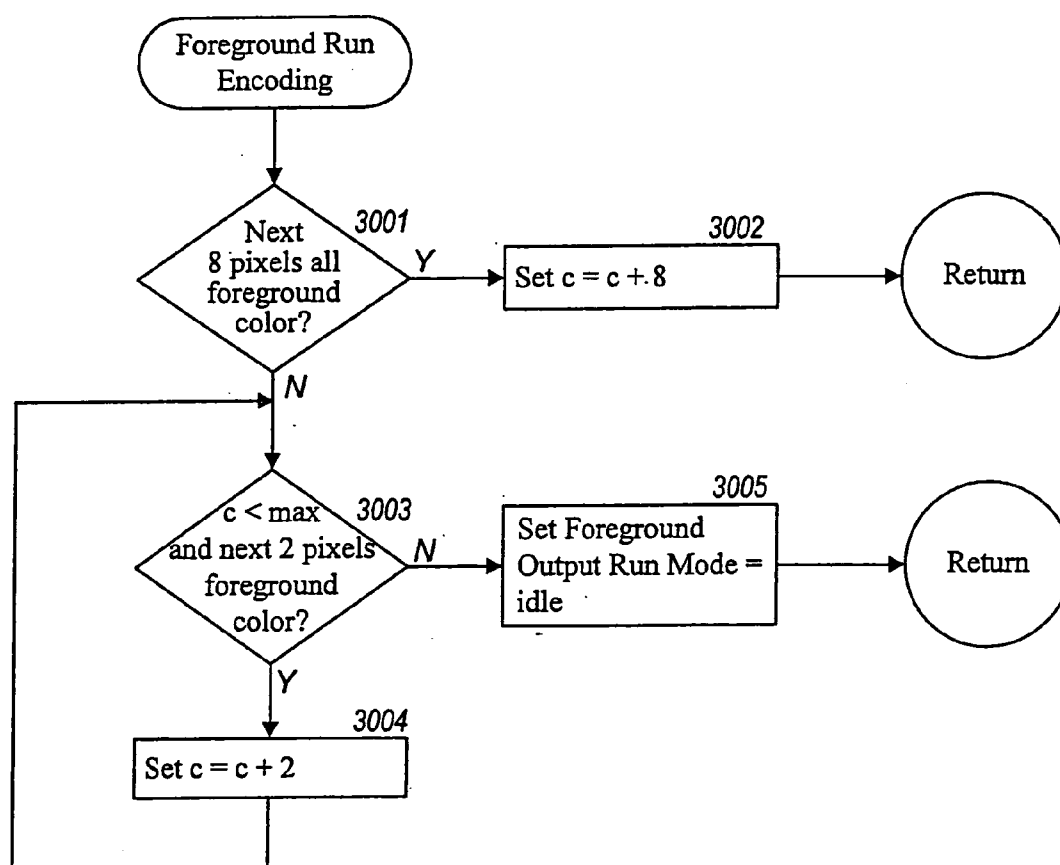 Foreground Run
Encoding
3001
Next
8 pixels all
foreground
color?
Y
3002
Set c = c + 8
Return
N
3003
c < max
and next 2 pixels
foreground
color?
N
3005
Set Foreground
Output Run Mode =
idle
Return
Y
3004
Set c = c + 2